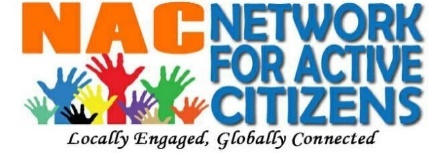 NAC NETWORK
FOR ACTIVE
CITIZENS
Locally Engaged, Globally Connected